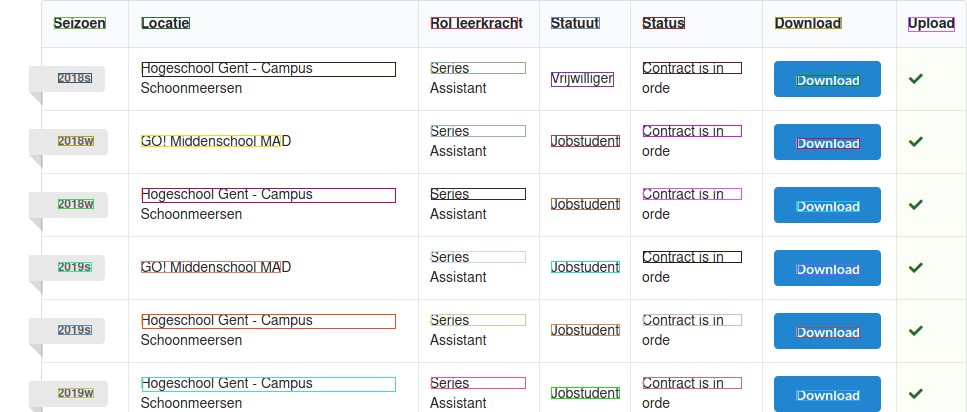 Seizoen Locatie Rol leerkracht Statuut Status Download Upload
2018s Hogeschool Gent - Campus Schoonmeersen Series Assistant Vrijwilliger Contract is in orde Download
2018w GO! Middenschool MAD Series Assistant Jobstudent Contract is in orde Download
2018w Hogeschool Gent - Campus Schoonmeersen Series Assistant Jobstudent Contract is in orde Download
2019s GO! Middenschool MAD Series Assistant Jobstudent Contract is in orde Download
2019s Hogeschool Gent - Campus Schoonmeersen Series Assistant Jobstudent Contract is in orde Download
2019w Hogeschool Gent - Campus Schoonmeersen Series Assistant Jobstudent Contract is in orde Download